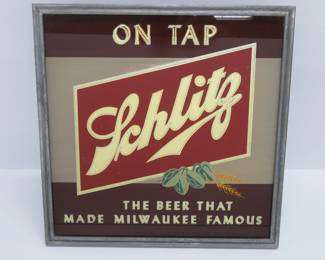 ON TAP
Schlitz
THE BEER THAT
MADE MILWAUKEE FAMOUS